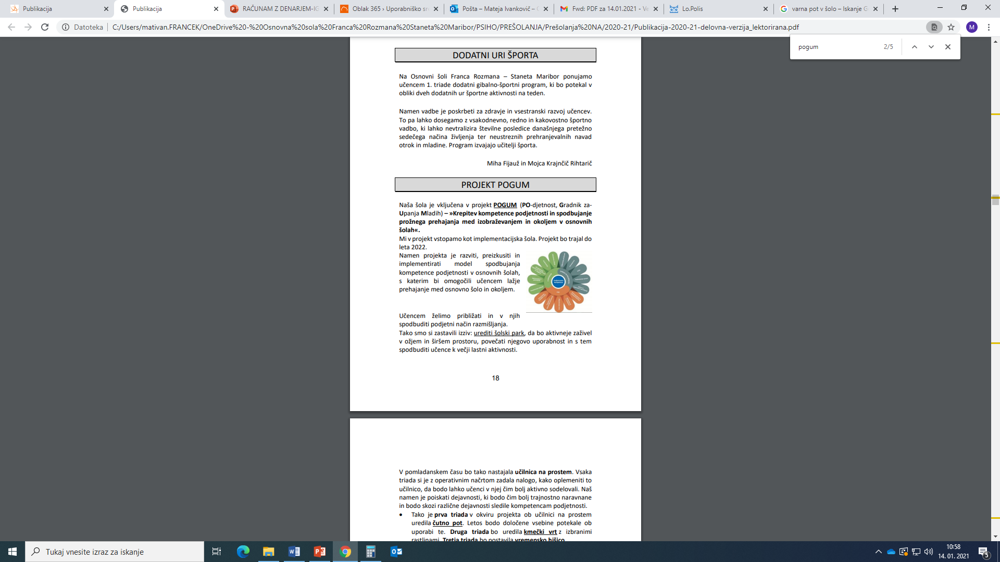 Publikacija
Publikacija
RAČUNAM Z DENARJEM-IG
Oblak 365 › Uporabniško sr
Pošta – Mateja Ivankovič –
Fwd: PDF za 14.01.2021 - Ve
Lo.Polis
varna pot v šolo – Iskanje G
Datoteka
C:/Users/mativan.FRANCEK/OneDrive%20-%20Osnovna%20sola%20Franca%20Rozmana%20Staneta%20Maribor/PSIHO/PREŠOLANJA/Prešolanja%20NA/2020-21/Publikacija-2020-21-delovna-verzija_lektorirana.pdf
M
pogum 2/5
DODATNI URI ŠPORTA
Na Osnovni šoli Franca Rozmana – Staneta Maribor ponujamo
učencem 1. triade dodatni gibalno-športni program, ki bo potekal v
obliki dveh dodatnih ur športne aktivnosti na teden.
Namen vadbe je poskrbeti za zdravje in vsestranski razvoj učencev.
To pa lahko dosegamo z vsakodnevno, redno in kakovostno športno
vadbo, ki lahko nevtralizira številne posledice današnjega pretežno
sedečega načina življenja ter neustreznih prehranjevalnih navad
otrok in mladine. Program izvajajo učitelji športa.
Miha Fijauž in Mojca Krajnčič Rihtarič
PROJEKT POGUM
Naša šola je vključena v projekt POGUM (PO-djetnost, Gradnik za-
Upanja Mladih) – »Krepitev kompetence podjetnosti in spodbujanje
prožnega prehajanja med izobraževanjem in okoljem v osnovnih
šolah«.
Mi v projekt vstopamo kot implementacijska šola. Projekt bo trajal do
leta 2022.
Namen projekta je razviti, preizkusiti in
implementirati model spodbujanja
kompetence podjetnosti v osnovnih šolah,
s katerim bi omogočili učencem lažje
prehajanje med osnovno šolo in okoljem.
Učencem želimo približati in v njih
spodbuditi podjetni način razmišljanja.
Tako smo si zastavili izziv: urediti šolski park, da bo aktivneje zaživel
v ožjem in širšem prostoru, povečati njegovo uporabnost in s tem
spodbuditi učence k večji lastni aktivnosti.
18
V pomladanskem času bo tako nastajala učilnica na prostem. Vsaka
triada si je z operativnim načrtom zadala nalogo, kako oplemeniti to
učilnico, da bodo lahko učenci v njej čim bolj aktivno sodelovali. Naš
namen je poiskati dejavnosti, ki bodo čim bolj trajnostno naravnane
in bodo skozi različne dejavnosti sledile kompetencam podjetnosti.
• Tako je prva triada v okviru projekta ob učilnici na prostem
uredila čutno pot. Letos bodo določene vsebine potekale ob
uporabi te. Druga triada bo uredila kmečki vrt z izbranimi
rastlinami. Tretja triada bo postavila vremensko hišico.
Tukaj vnesite izraz za iskanje
10:58
14. 01. 2021
5